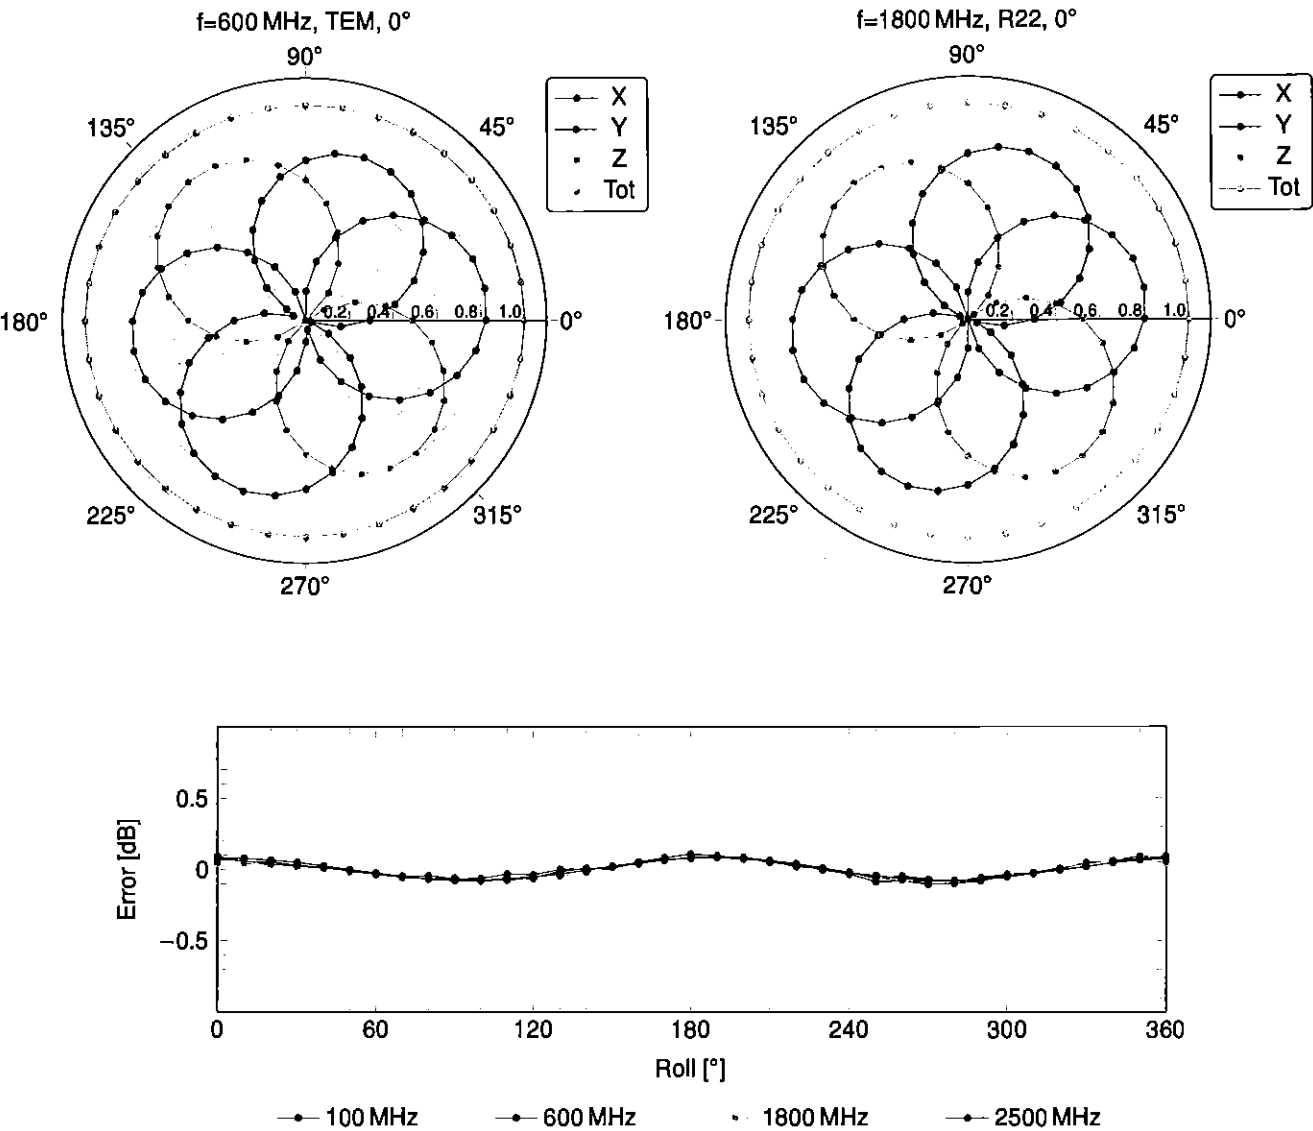 f=600 MHz, TEM, 0°
90°
135° 45°
X
Y
Z
Tot
180° 0.2 0.4 0.6 0.8 1.0 0°
225° 315°
270°
f=1800 MHz, R22, 0°
90°
135° 45°
X
Y
Z
Tot
180° 0.2 0.4 0.6 0.8 1.0 0°
225° 315°
270°
Error [dB]
0.5
0
−0.5
0 60 120 180 240 300 360
Roll [°]
100 MHz 600 MHz 1800 MHz 2500 MHz